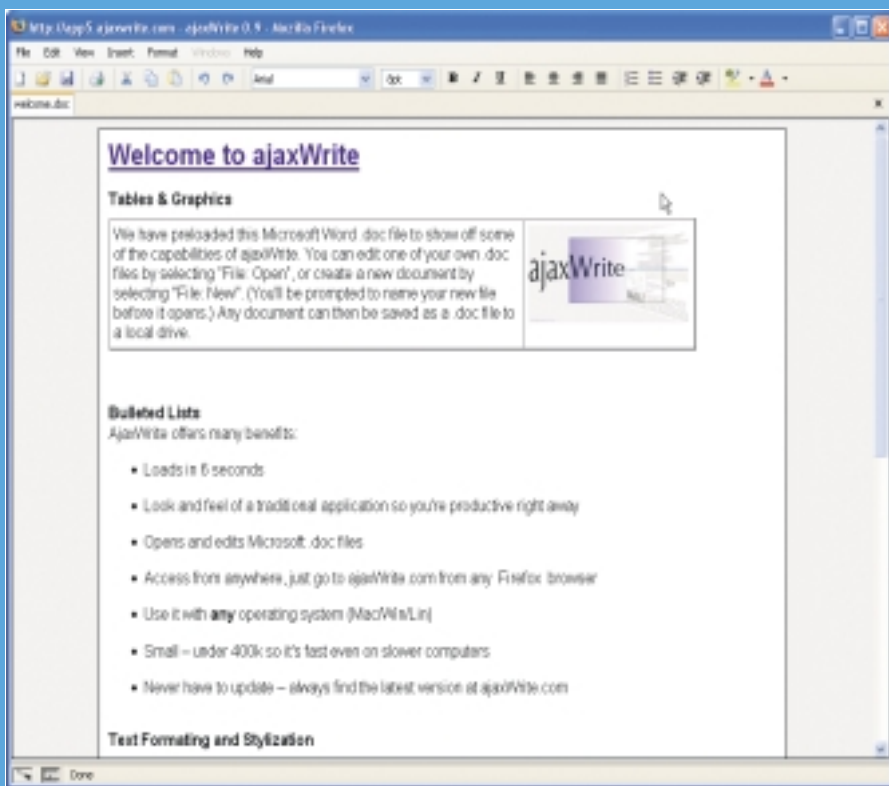 http://app5.ajaxwrite.com - ajaxWrite 0.9 - Mozilla Firefox
File Edit View Insert Format Window Help
Arial 8pt B I U
welcome.doc
Welcome to ajaxWrite
Tables & Graphics
We have preloaded this Microsoft Word .doc file to show off some
of the capabilities of ajaxWrite. You can edit one of your own .doc
files by selecting "File: Open", or create a new document by
selecting "File: New". (You'll be prompted to name your new file
before it opens.) Any document can then be saved as a .doc file to
a local drive.
ajaxWrite
Bulleted Lists
AjaxWrite offers many benefits:
• Loads in 6 seconds
• Look and feel of a traditional application so you're productive right away
• Opens and edits Microsoft .doc files
• Access from anywhere, just go to ajaxWrite.com from any Firefox browser
• Use it with any operating system (Mac/Win/Lin)
• Small – under 400k so it's fast even on slower computers
• Never have to update – always find the latest version at ajaxWrite.com
Text Formating and Stylization
Done